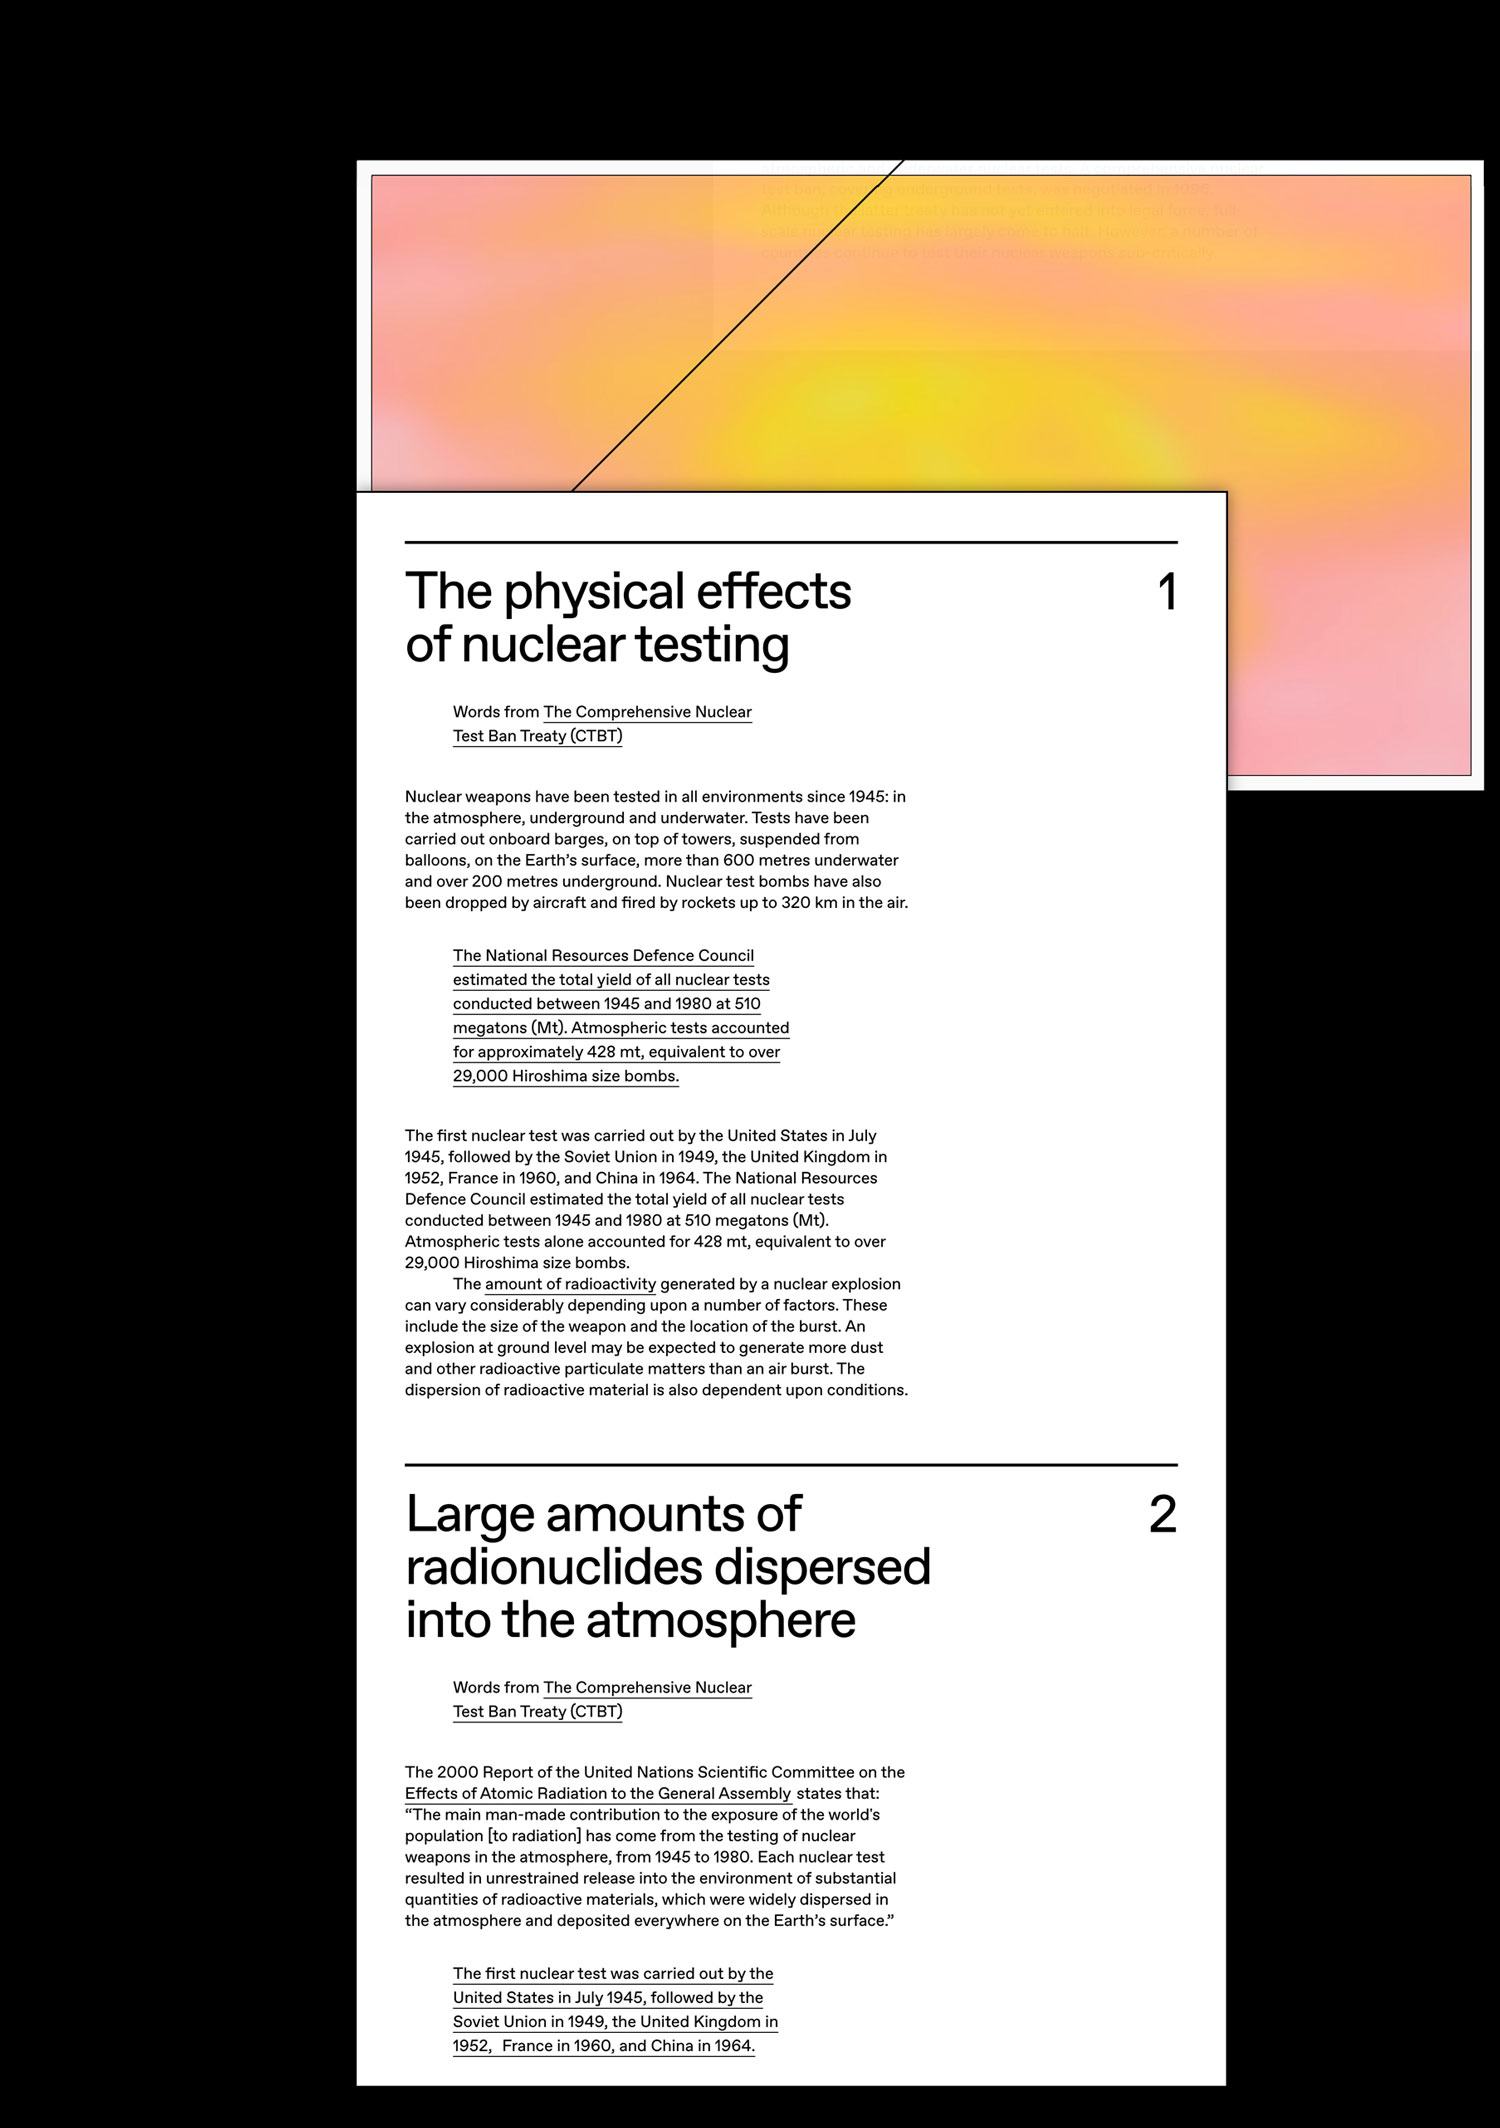 test ban, covering underground tests, was negotiated in 1996.
Although the latter treaty has not yet entered into legal force, full-
scale nuclear testing has largely come to halt. However, a number of
countries continue to test their nuclear weapons sub-critically.
The physical effects
of nuclear testing
1
Words from The Comprehensive Nuclear
Test Ban Treaty (CTBT)
Nuclear weapons have been tested in all environments since 1945: in
the atmosphere, underground and underwater. Tests have been
carried out onboard barges, on top of towers, suspended from
balloons, on the Earth’s surface, more than 600 metres underwater
and over 200 metres underground. Nuclear test bombs have also
been dropped by aircraft and fired by rockets up to 320 km in the air.
The National Resources Defence Council
estimated the total yield of all nuclear tests
conducted between 1945 and 1980 at 510
megatons (Mt). Atmospheric tests accounted
for approximately 428 mt, equivalent to over
29,000 Hiroshima size bombs.
The first nuclear test was carried out by the United States in July
1945, followed by the Soviet Union in 1949, the United Kingdom in
1952, France in 1960, and China in 1964. The National Resources
Defence Council estimated the total yield of all nuclear tests
conducted between 1945 and 1980 at 510 megatons (Mt).
Atmospheric tests alone accounted for 428 mt, equivalent to over
29,000 Hiroshima size bombs.
The amount of radioactivity generated by a nuclear explosion
can vary considerably depending upon a number of factors. These
include the size of the weapon and the location of the burst. An
explosion at ground level may be expected to generate more dust
and other radioactive particulate matters than an air burst. The
dispersion of radioactive material is also dependent upon conditions.
Large amounts of
radionuclides dispersed
into the atmosphere
2
Words from The Comprehensive Nuclear
Test Ban Treaty (CTBT)
The 2000 Report of the United Nations Scientific Committee on the
Effects of Atomic Radiation to the General Assembly states that:
“The main man-made contribution to the exposure of the world's
population [to radiation] has come from the testing of nuclear
weapons in the atmosphere, from 1945 to 1980. Each nuclear test
resulted in unrestrained release into the environment of substantial
quantities of radioactive materials, which were widely dispersed in
the atmosphere and deposited everywhere on the Earth’s surface.”
The first nuclear test was carried out by the
United States in July 1945, followed by the
Soviet Union in 1949, the United Kingdom in
1952, France in 1960, and China in 1964.